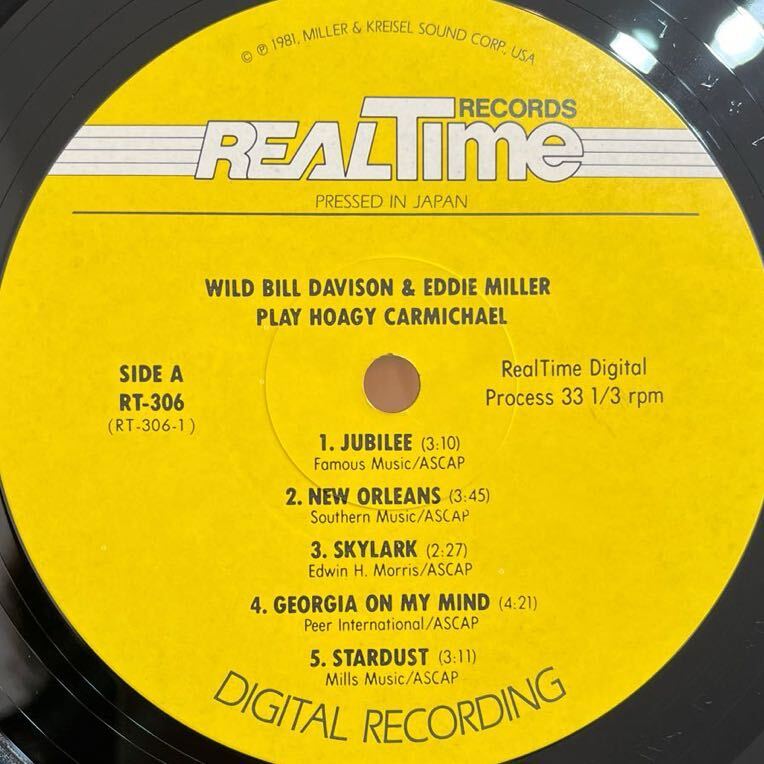 © ℗ 1981, MILLER & KREISEL SOUND CORP., USA
REALTime RECORDS
PRESSED IN JAPAN
WILD BILL DAVISON & EDDIE MILLER
PLAY HOAGY CARMICHAEL
SIDE A
RT-306
(RT-306-1)
RealTime Digital
Process 33 1/3 rpm
1. JUBILEE (3:10)
Famous Music/ASCAP
2. NEW ORLEANS (3:45)
Southern Music/ASCAP
3. SKYLARK (2:27)
Edwin H. Morris/ASCAP
4. GEORGIA ON MY MIND (4:21)
Peer International/ASCAP
5. STARDUST (3:11)
Mills Music/ASCAP
DIGITAL RECORDING